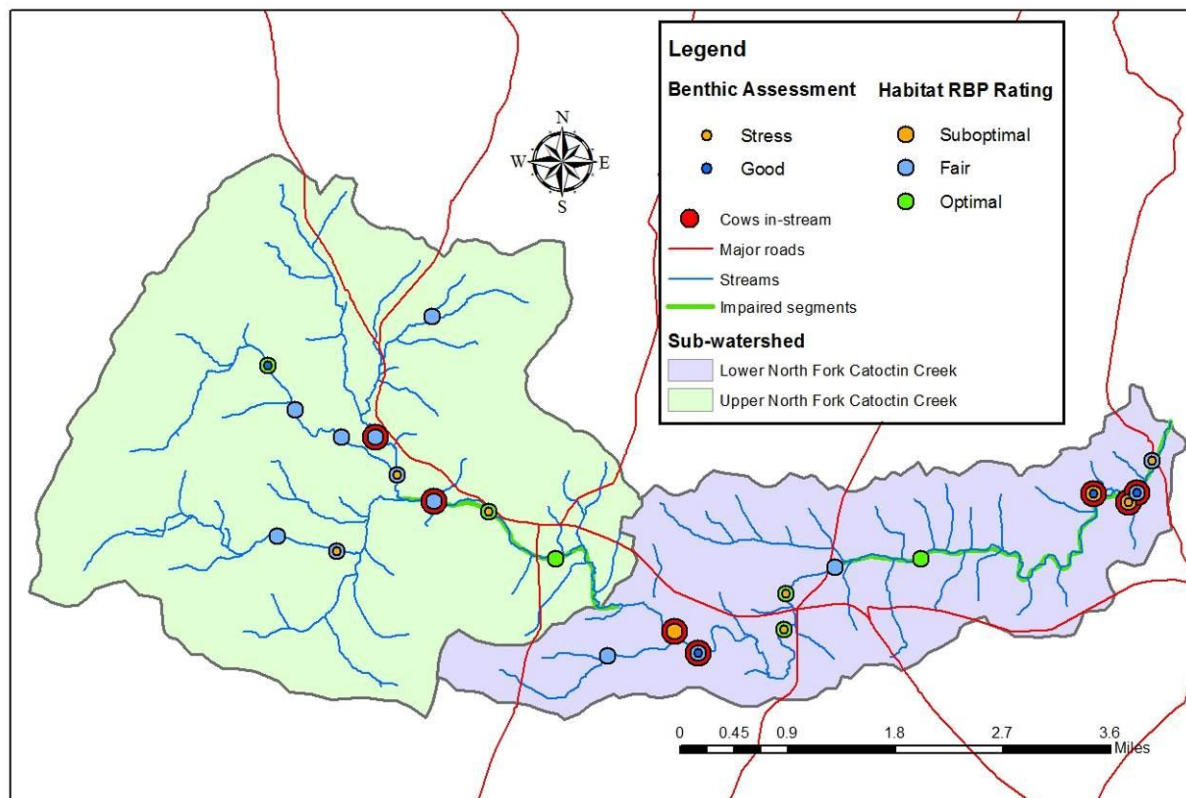 Legend
Benthic Assessment
Stress
Good
Habitat RBP Rating
Suboptimal
Fair
Optimal
Cows in-stream
Major roads
Streams
Impaired segments
Sub-watershed
Lower North Fork Catoctin Creek
Upper North Fork Catoctin Creek
N
W E
S
0 0.45 0.9 1.8 2.7 3.6
Miles